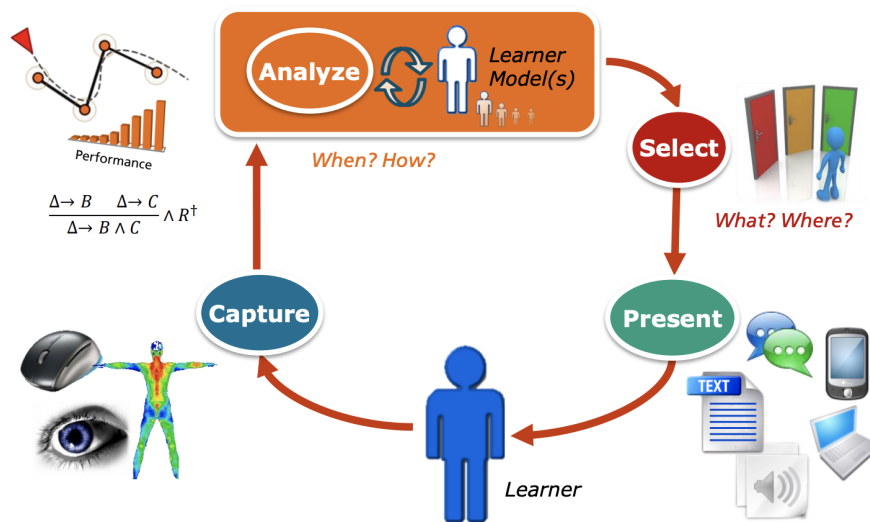 Analyze
Learner
Model(s)
Performance
When? How?
Select
Δ→ B Δ→ C
Δ→ B ∧ C
∧ R†
What? Where?
Capture
Present
TEXT
Learner